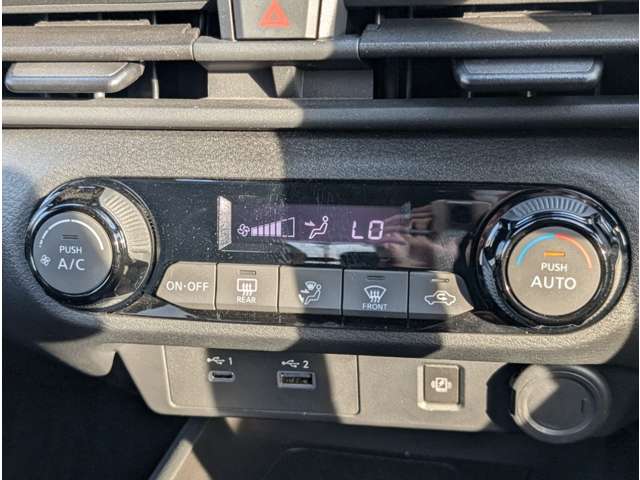 LO
PUSH
A/C
ON·OFF
REAR
FRONT
PUSH
AUTO
1
2